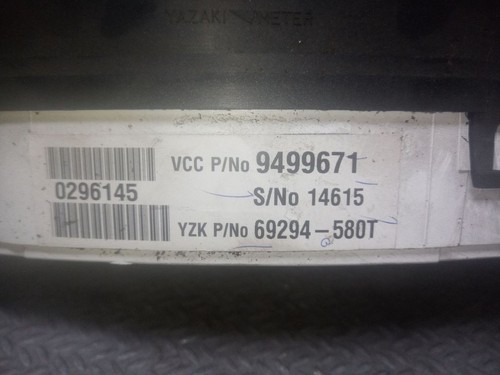 YAZAKI METER
VCC P/No 9499671
0296145
S/No 14615
YZK P/No 69294-580T